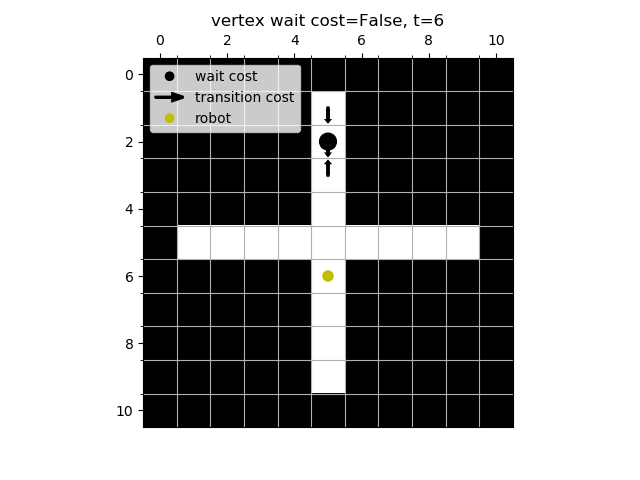 vertex wait cost=False, t=6
0 2 4 6 8 10
wait cost
transition cost
robot
0
2
4
6
8
10